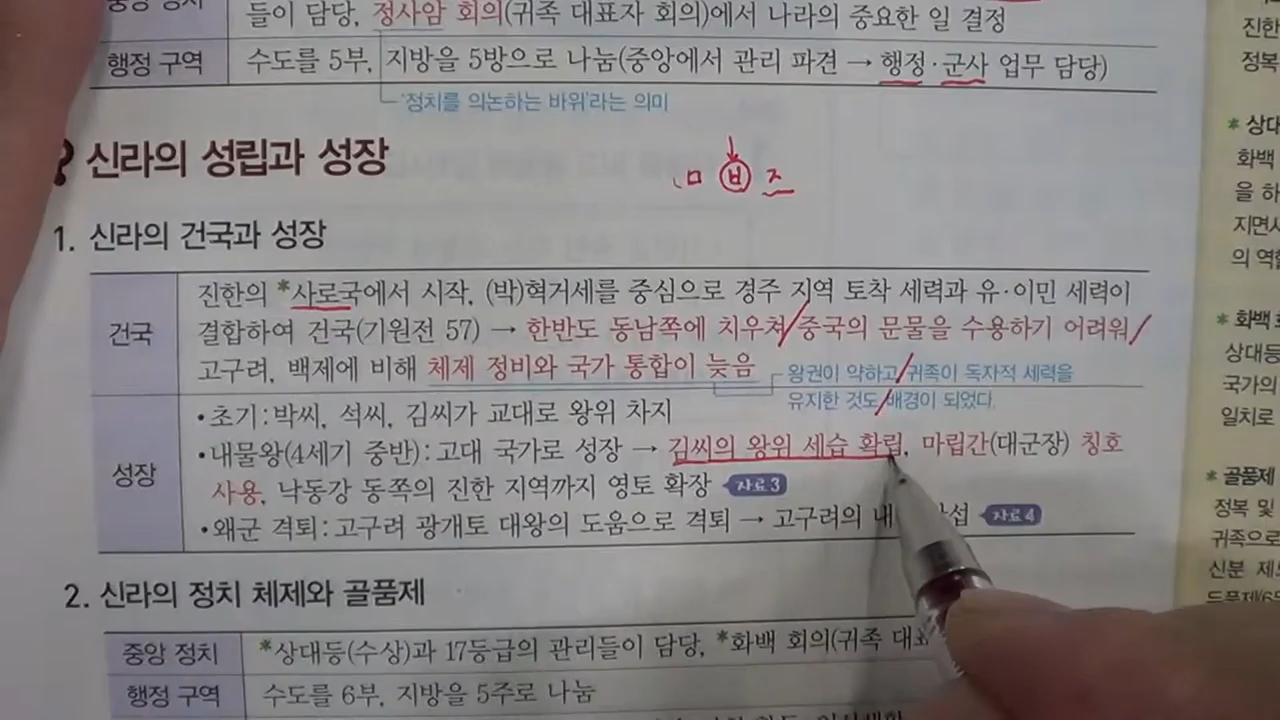 들이 담당, 정사암 회의(귀족 대표자 회의)에서 나라의 중요한 일 결정
행정 구역 수도를 5부, 지방을 5방으로 나눔(중앙에서 관리 파견 → 행정·군사 업무 담당)
'정치를 의논하는 바위'라는 의미
신라의 성립과 성장
ㅁ ㅂ ㅈ
1. 신라의 건국과 성장
건국
진한의 *사로국에서 시작, (박)혁거세를 중심으로 경주 지역 토착 세력과 유·이민 세력이
결합하여 건국(기원전 57) → 한반도 동남쪽에 치우쳐 중국의 문물을 수용하기 어려워
고구려, 백제에 비해 체제 정비와 국가 통합이 늦음
왕권이 약하고 귀족이 독자적 세력을
유지한 것도 배경이 되었다.
성장
•초기: 박씨, 석씨, 김씨가 교대로 왕위 차지
•내물왕(4세기 중반): 고대 국가로 성장 → 김씨의 왕위 세습 확립, 마립간(대군장) 칭호
사용, 낙동강 동쪽의 진한 지역까지 영토 확장 자료3
•왜군 격퇴: 고구려 광개토 대왕의 도움으로 격퇴 → 고구려의 내 섭 자료4
2. 신라의 정치 체제와 골품제
중앙 정치 *상대등(수상)과 17등급의 관리들이 담당, *화백 회의(귀족 대표
행정 구역 수도를 6부, 지방을 5주로 나눔
진한
정복
* 상대
화백
을 하
지면서
의 역할
* 화백
상대등
국가의
일치로
* 골품제
정복 및
귀족으로
신분 제도